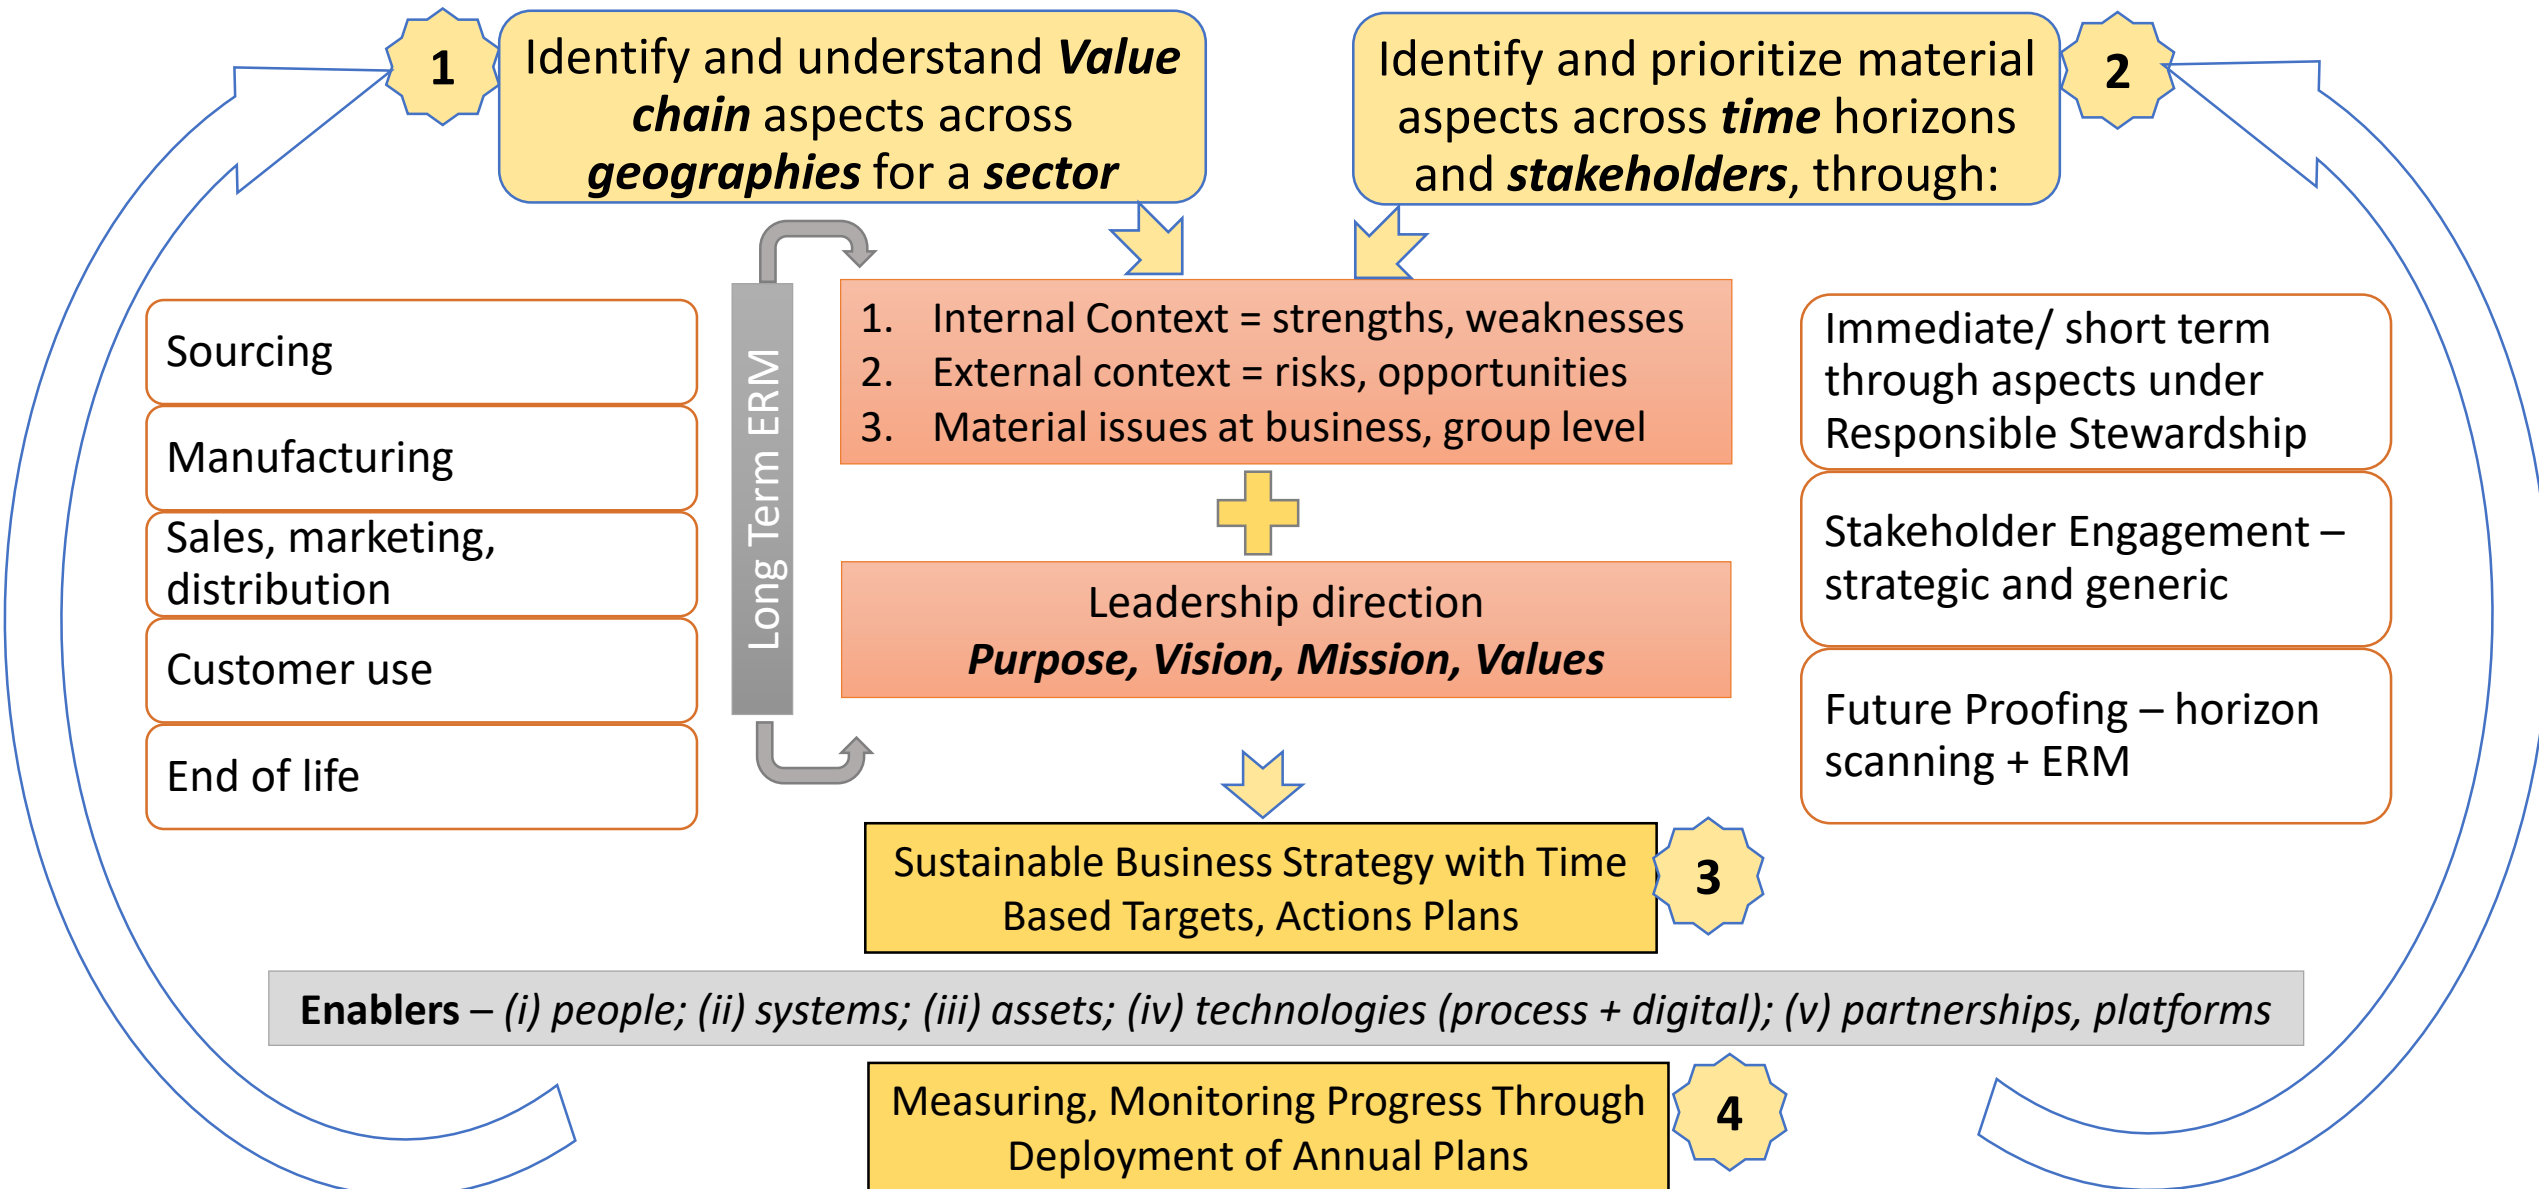 1
Identify and understand Value
chain aspects across
geographies for a sector
Identify and prioritize material
aspects across time horizons
and stakeholders, through:
2
Sourcing
Manufacturing
Sales, marketing,
distribution
Customer use
End of life
Long Term ERM
1. Internal Context = strengths, weaknesses
2. External context = risks, opportunities
3. Material issues at business, group level
Leadership direction
Purpose, Vision, Mission, Values
Immediate/ short term
through aspects under
Responsible Stewardship
Stakeholder Engagement –
strategic and generic
Future Proofing – horizon
scanning + ERM
Sustainable Business Strategy with Time
Based Targets, Actions Plans
3
Enablers – (i) people; (ii) systems; (iii) assets; (iv) technologies (process + digital); (v) partnerships, platforms
Measuring, Monitoring Progress Through
Deployment of Annual Plans
4